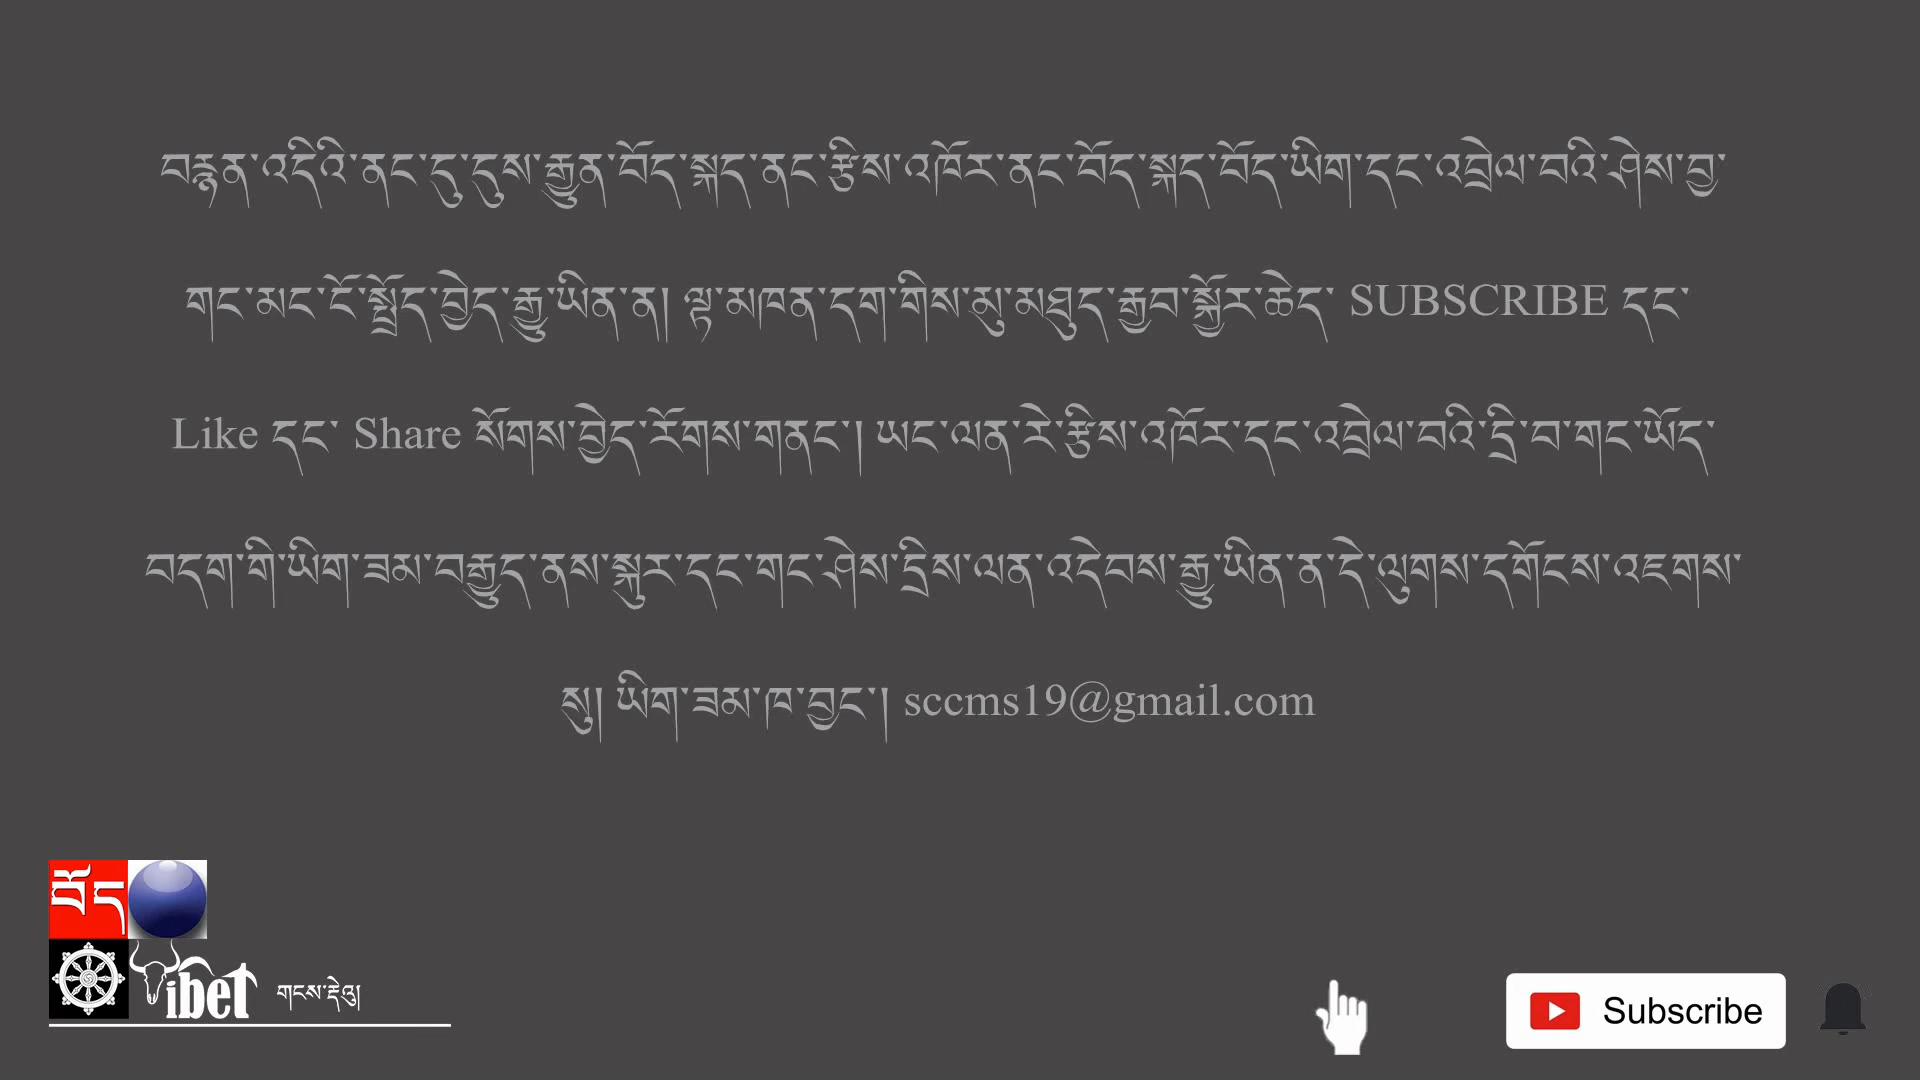 བརྙན་འདིའི་ནང་དུ་དུས་རྒྱུན་བོད་སྐད་ནང་རྩིས་འཁོར་ནང་བོད་སྐད་བོད་ཡིག་དང་འབྲེལ་བའི་ཤེས་བྱ་
གང་མང་ངོ་སྤྲོད་བྱེད་རྒྱུ་ཡིན་ན། ལྟ་མཁན་དག་གིས་མུ་མཐུད་རྒྱབ་སྐྱོར་ཆེད་ SUBSCRIBE དང་
Like དང་ Share སོགས་བྱེད་རོགས་གནང་། ཡང་ལན་རེ་རྩིས་འཁོར་དང་འབྲེལ་བའི་དྲི་བ་གང་ཡོད་
བདག་གི་ཡིག་ཟམ་བརྒྱུད་ནས་སྐུར་དང་གང་ཤེས་དྲིས་ལན་འདེབས་རྒྱུ་ཡིན་ན་དེ་ལུགས་དགོངས་འཇགས་
སུ། ཡིག་ཟམ་ཁ་བྱང་། sccms19@gmail.com
བོད
Tibet གངས་རྡེའུ།
Subscribe